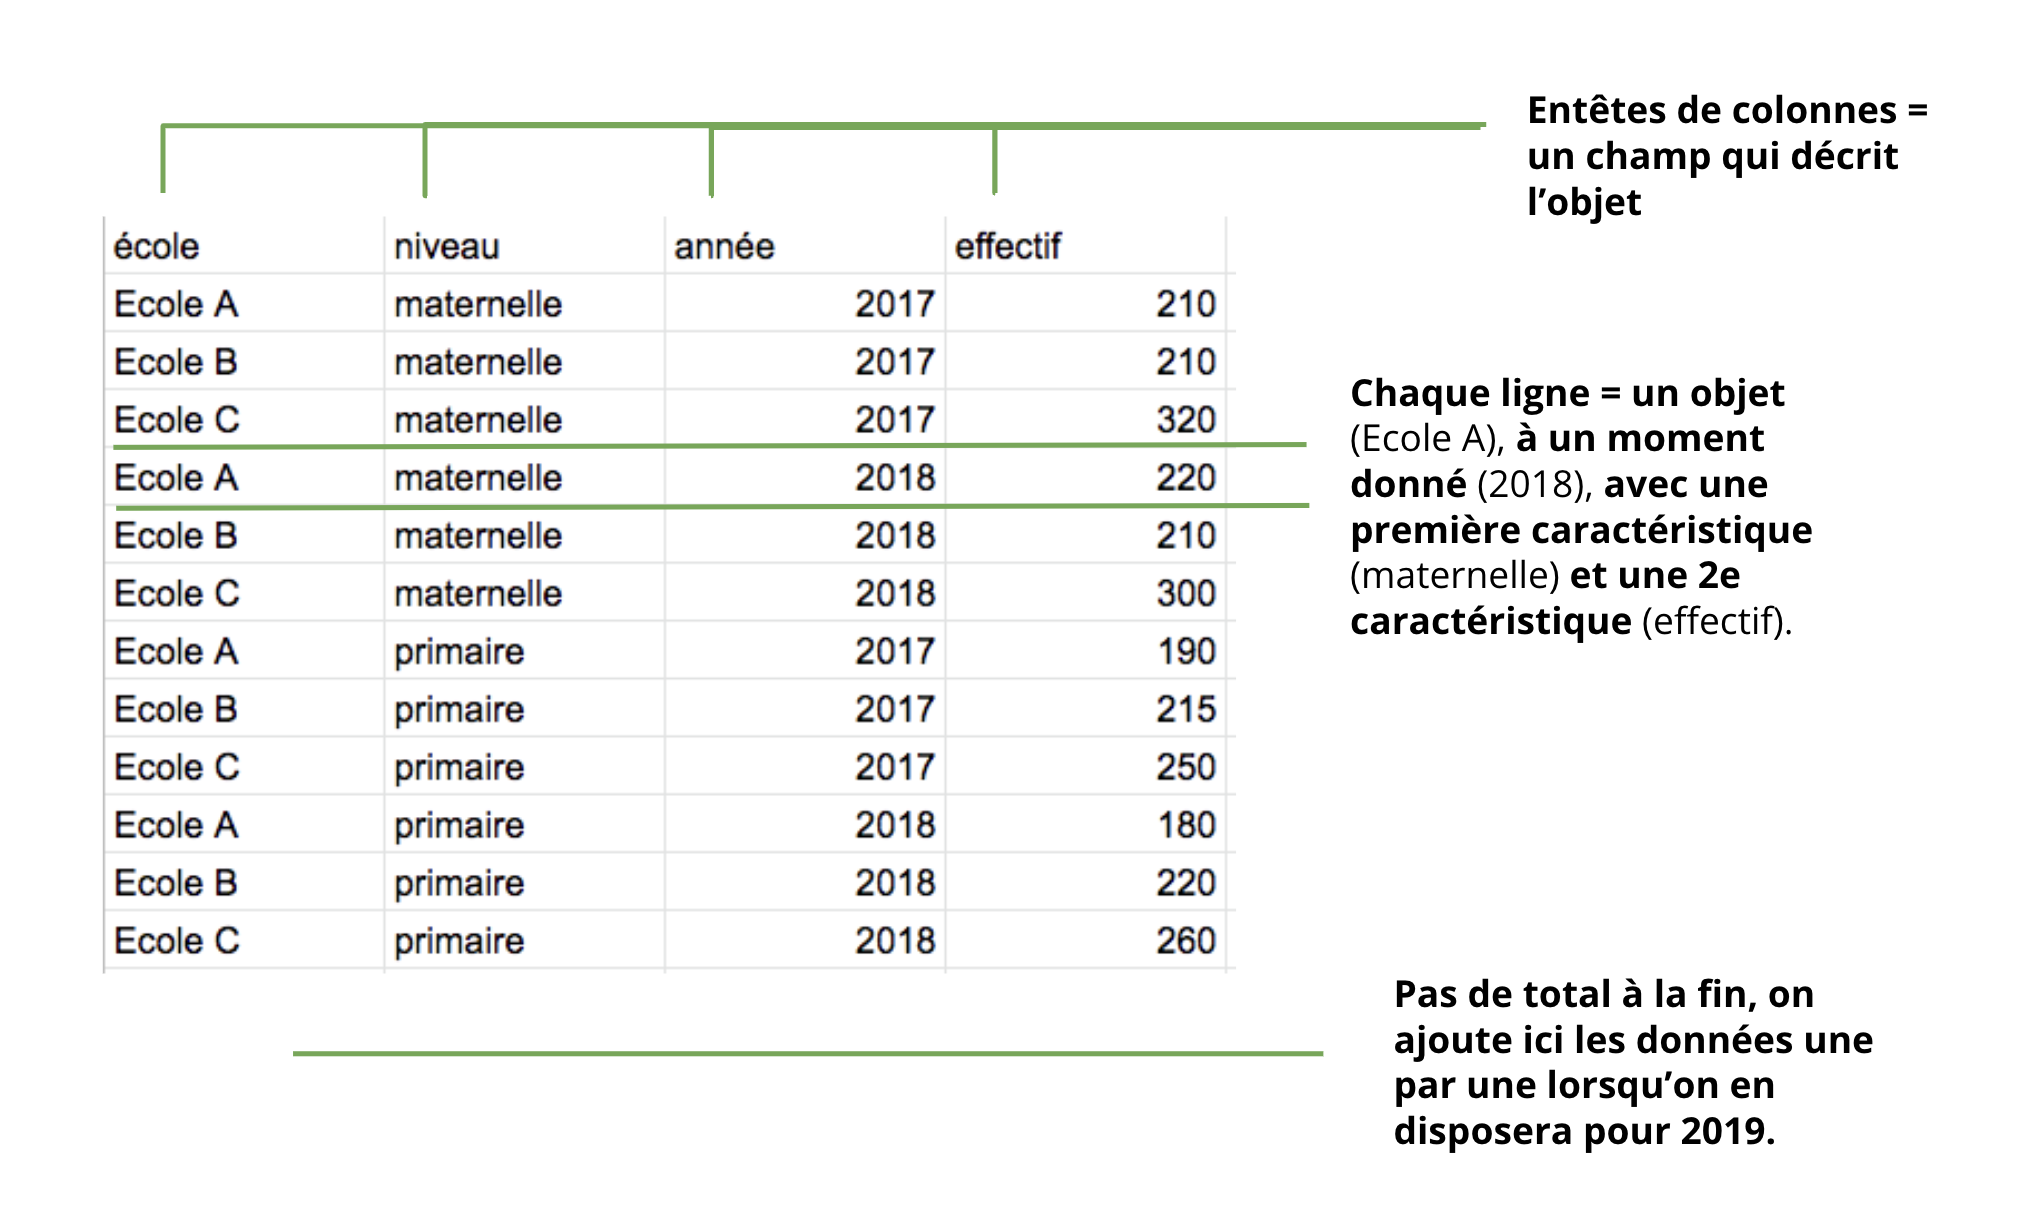 Entêtes de colonnes =
un champ qui décrit
l’objet
école niveau année effectif
Ecole A maternelle 2017 210
Ecole B maternelle 2017 210
Ecole C maternelle 2017 320
Ecole A maternelle 2018 220
Ecole B maternelle 2018 210
Ecole C maternelle 2018 300
Ecole A primaire 2017 190
Ecole B primaire 2017 215
Ecole C primaire 2017 250
Ecole A primaire 2018 180
Ecole B primaire 2018 220
Ecole C primaire 2018 260
Chaque ligne = un objet
(Ecole A), à un moment
donné (2018), avec une
première caractéristique
(maternelle) et une 2e
caractéristique (effectif).
Pas de total à la fin, on
ajoute ici les données une
par une lorsqu’on en
disposera pour 2019.